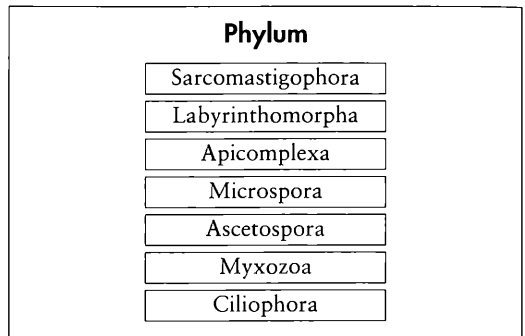 Phylum
Sarcomastigophora
Labyrinthomorpha
Apicomplexa
Microspora
Ascetospora
Myxozoa
Ciliophora